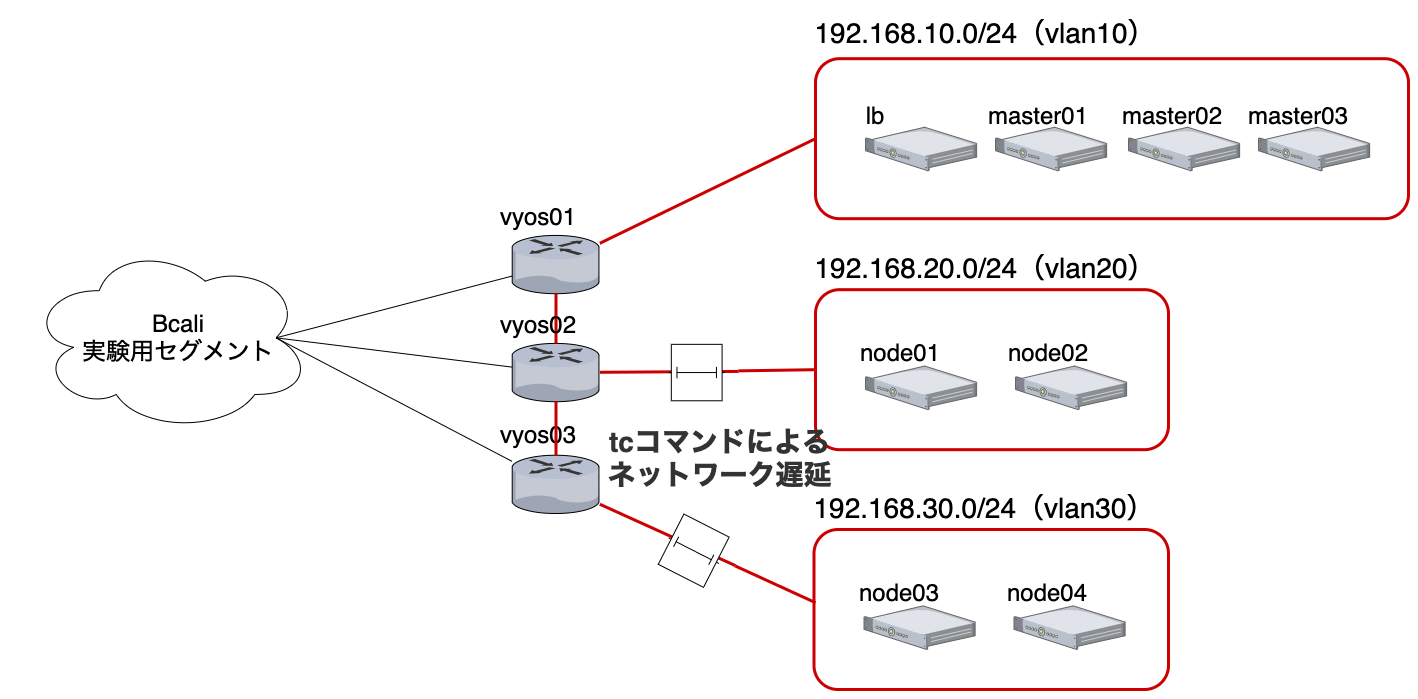 192.168.10.0/24（vlan10）
lb
master01
master02
master03
vyos01
192.168.20.0/24（vlan20）
Bcali
実験用セグメント
vyos02
node01
node02
vyos03
tcコマンドによる
ネットワーク遅延
192.168.30.0/24（vlan30）
node03
node04